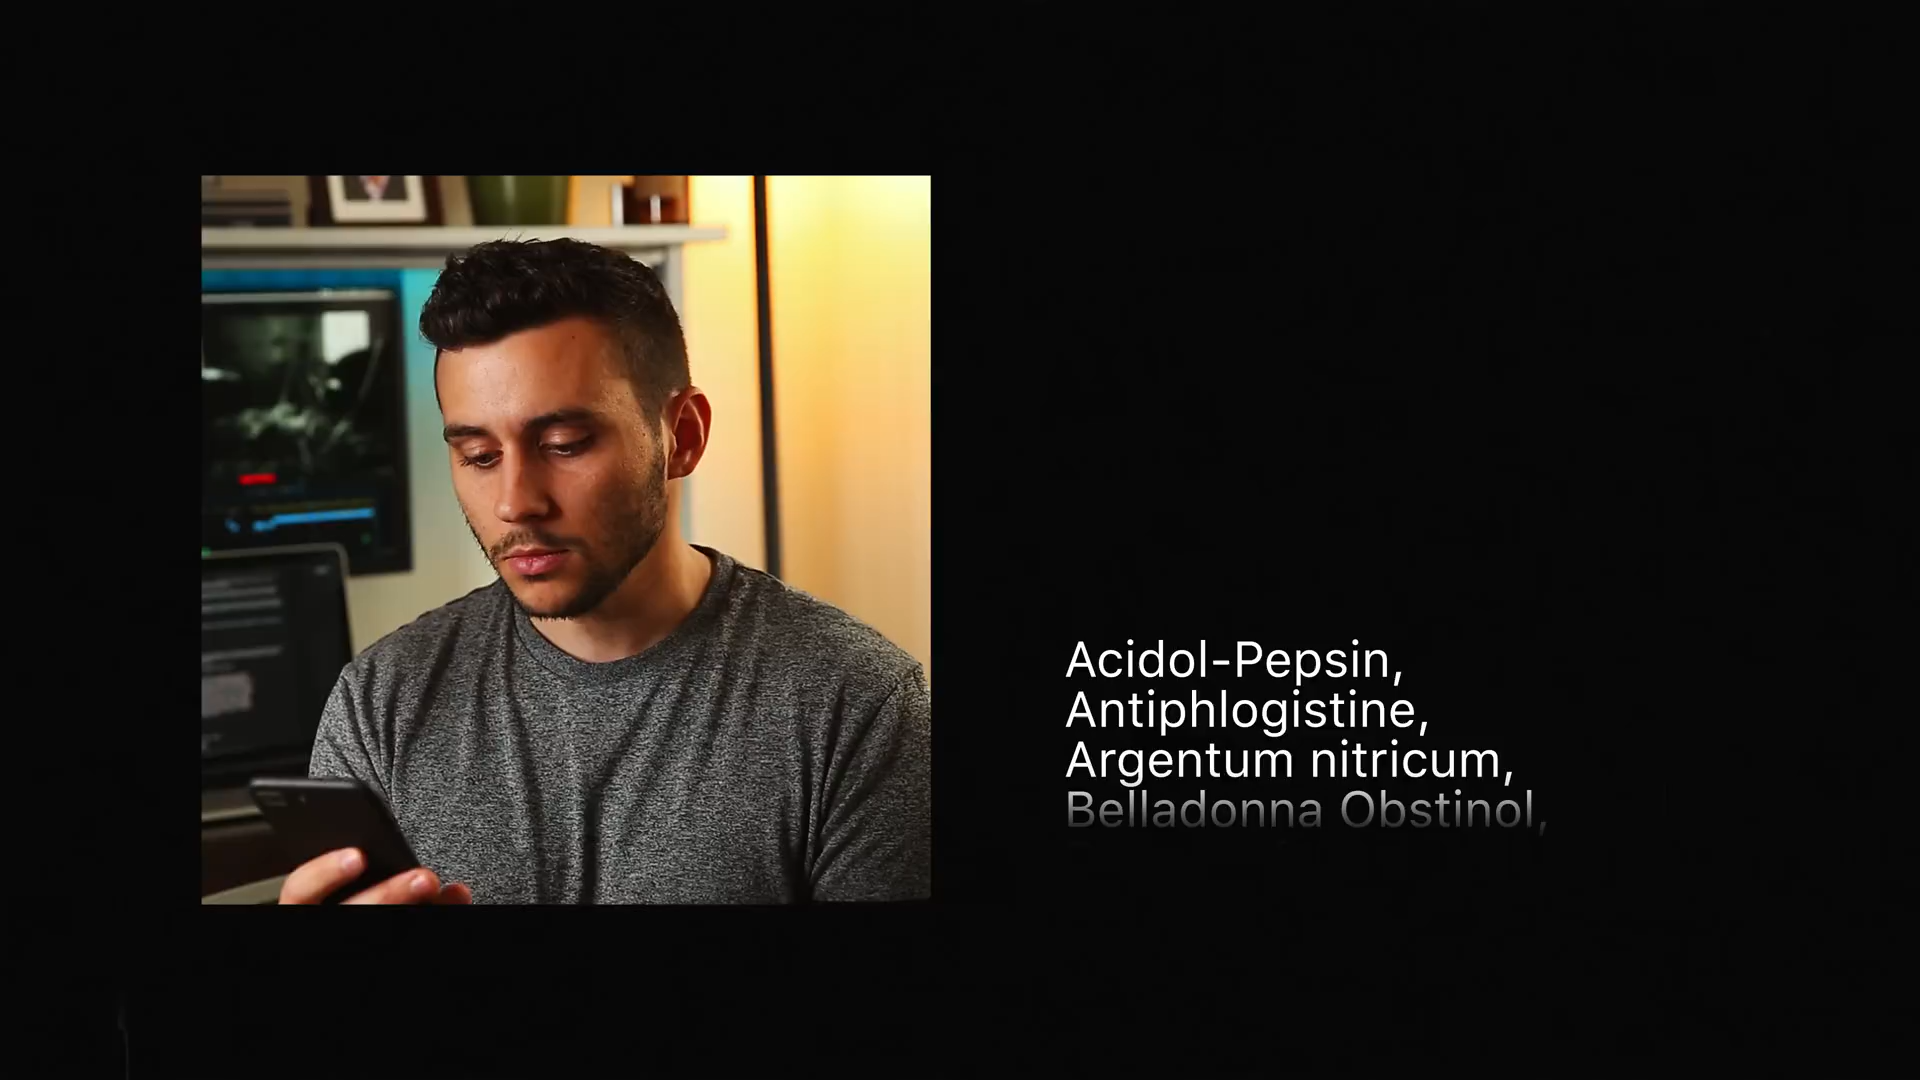 Acidol-Pepsin,
Antiphlogistine,
Argentum nitricum,
Belladonna Obstinol,